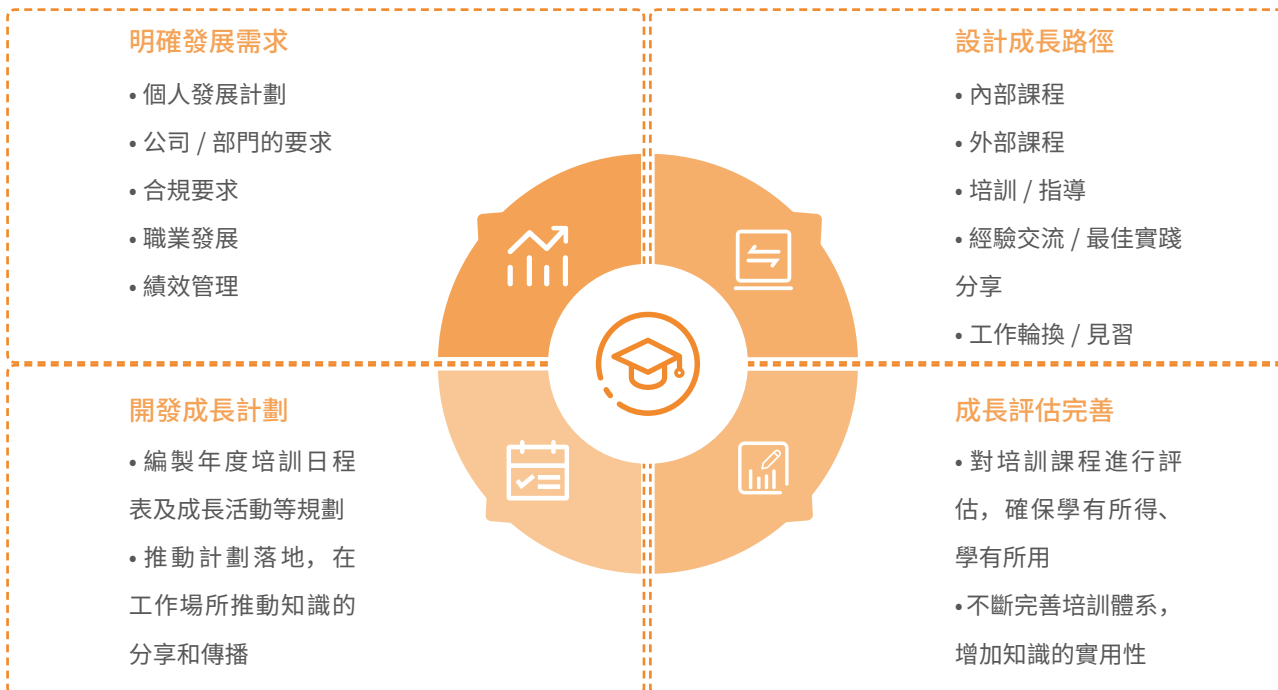 明確發展需求
• 個人發展計劃
• 公司 / 部門的要求
• 合規要求
• 職業發展
• 績效管理
設計成長路徑
• 內部課程
• 外部課程
• 培訓 / 指導
• 經驗交流 / 最佳實踐
分享
• 工作輪換 / 見習
開發成長計劃
• 編製年度培訓日程
表及成長活動等規劃
• 推動計劃落地，在
工作場所推動知識的
分享和傳播
成長評估完善
• 對培訓課程進行評
估，確保學有所得、
學有所用
• 不斷完善培訓體系，
增加知識的實用性